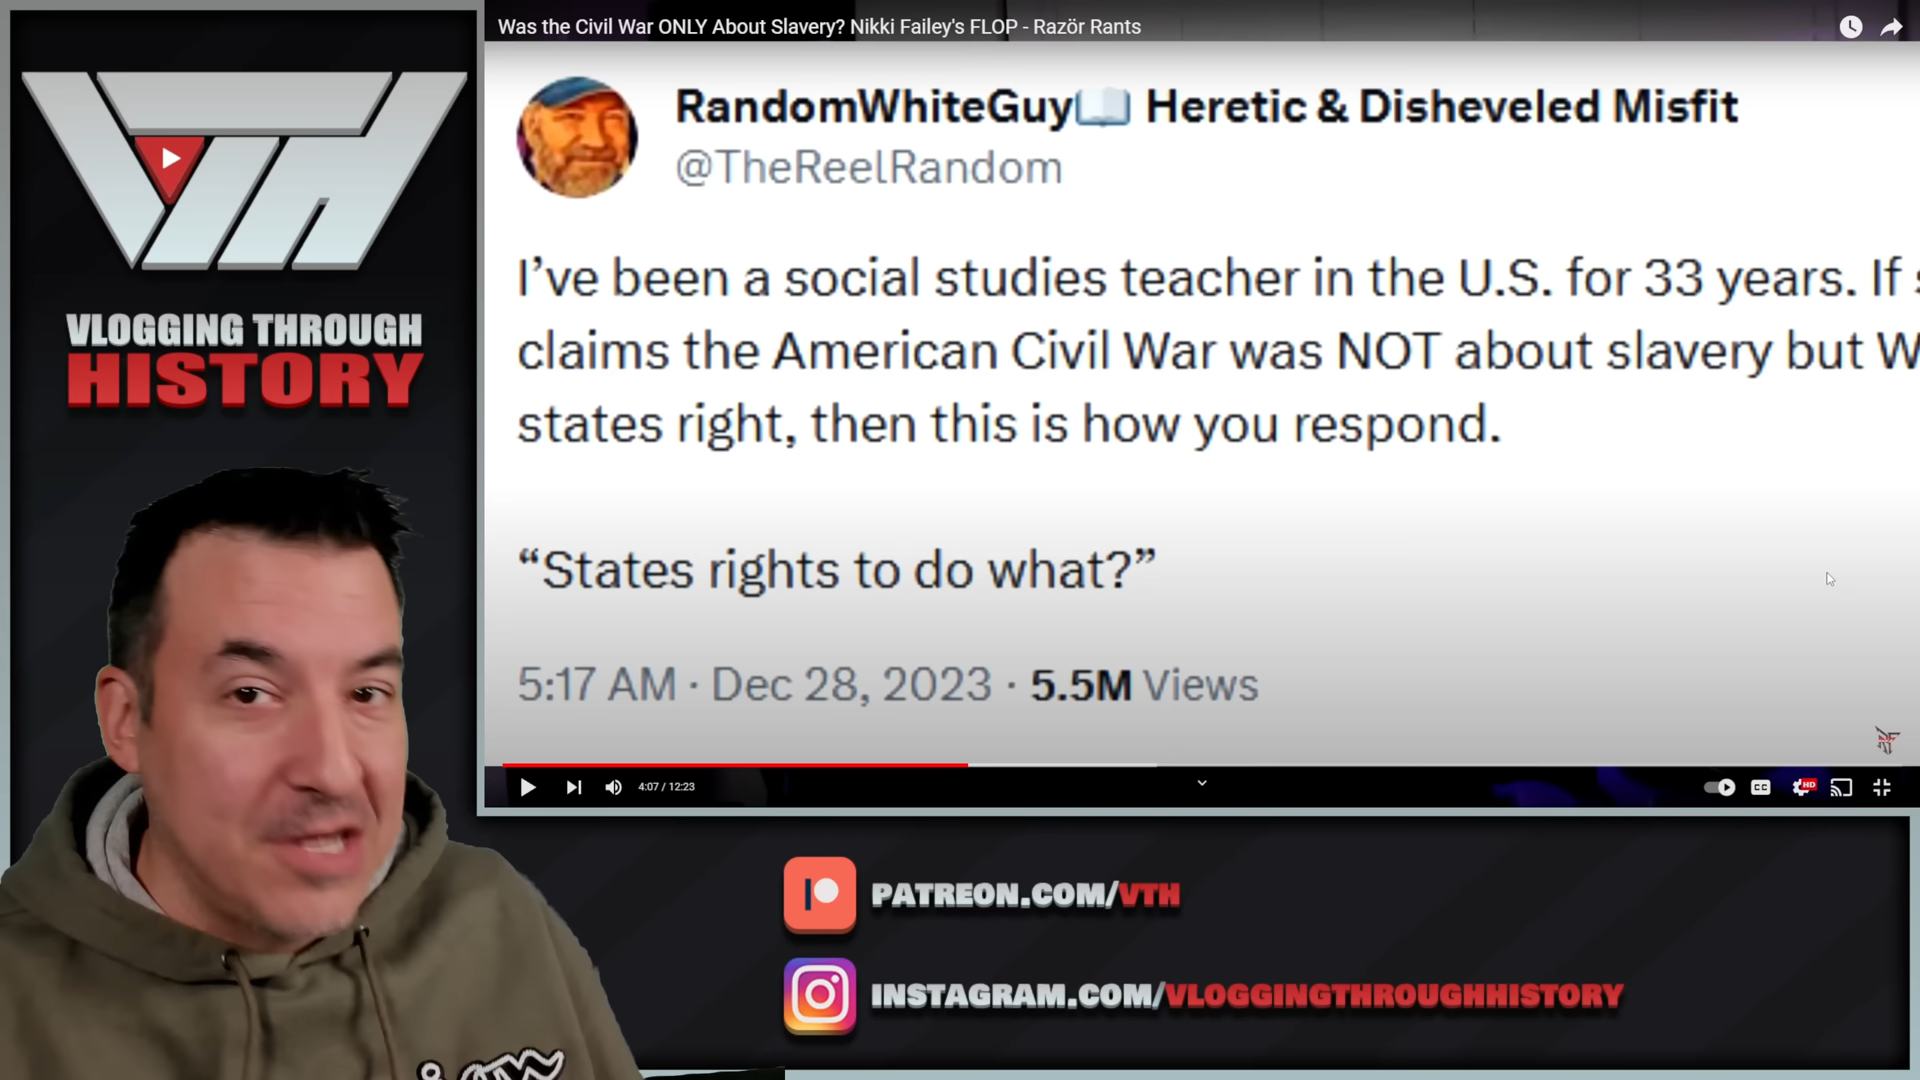 VTH
VLOGGING THROUGH
HISTORY
Was the Civil War ONLY About Slavery? Nikki Failey's FLOP - Razör Rants
RandomWhiteGuy📖 Heretic & Disheveled Misfit
@TheReelRandom
I’ve been a social studies teacher in the U.S. for 33 years. If
claims the American Civil War was NOT about slavery but W
states right, then this is how you respond.
“States rights to do what?”
5:17 AM · Dec 28, 2023 · 5.5M Views
4:07 / 12:23
CC
HD
PATREON.COM/VTH
INSTAGRAM.COM/VLOGGINGTHROUGHHISTORY